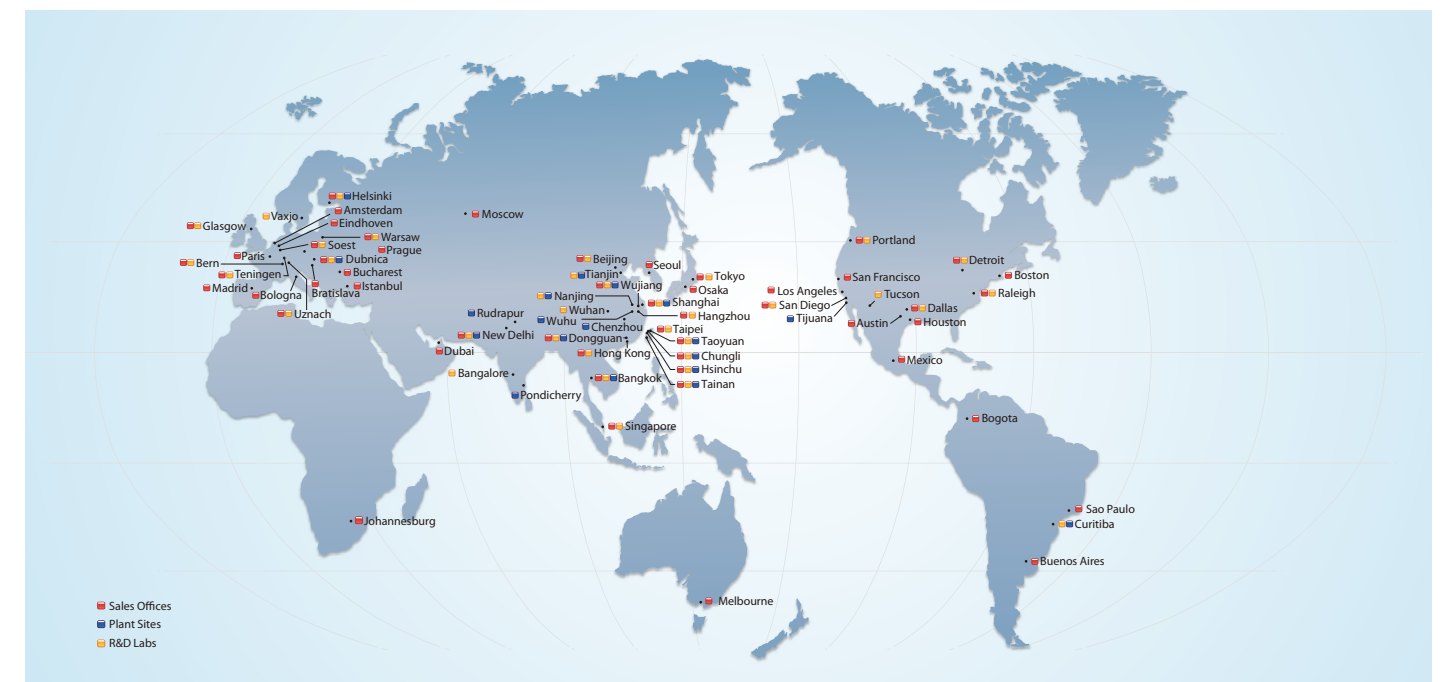 Helsinki
Amsterdam
Vaxjo
Eindhoven
Glasgow
Warsaw
Soest
Prague
Paris
Dubnica
Bern
Bucharest
Teningen
Istanbul
Madrid
Bologna
Bratislava
Uznach
Moscow
Beijing
Seoul
Tianjin
Tokyo
Wujiang
Osaka
Nanjing
Shanghai
Wuhan
Hangzhou
Rudrapur
Wuhu
Chenzhou
Taipei
New Delhi
Dongguan
Taoyuan
Dubai
Hong Kong
Chungli
Hsinchu
Bangalore
Bangkok
Tainan
Pondicherry
Singapore
Johannesburg
Melbourne
Portland
Detroit
San Francisco
Boston
Los Angeles
Tucson
Raleigh
San Diego
Dallas
Tijuana
Austin
Houston
Mexico
Bogota
Sao Paulo
Curitiba
Buenos Aires
Sales Offices
Plant Sites
R&D Labs